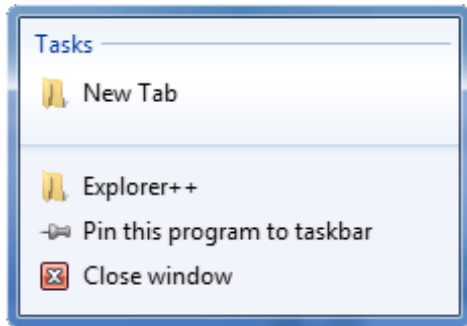 Tasks
New Tab
Explorer++
Pin this program to taskbar
Close window